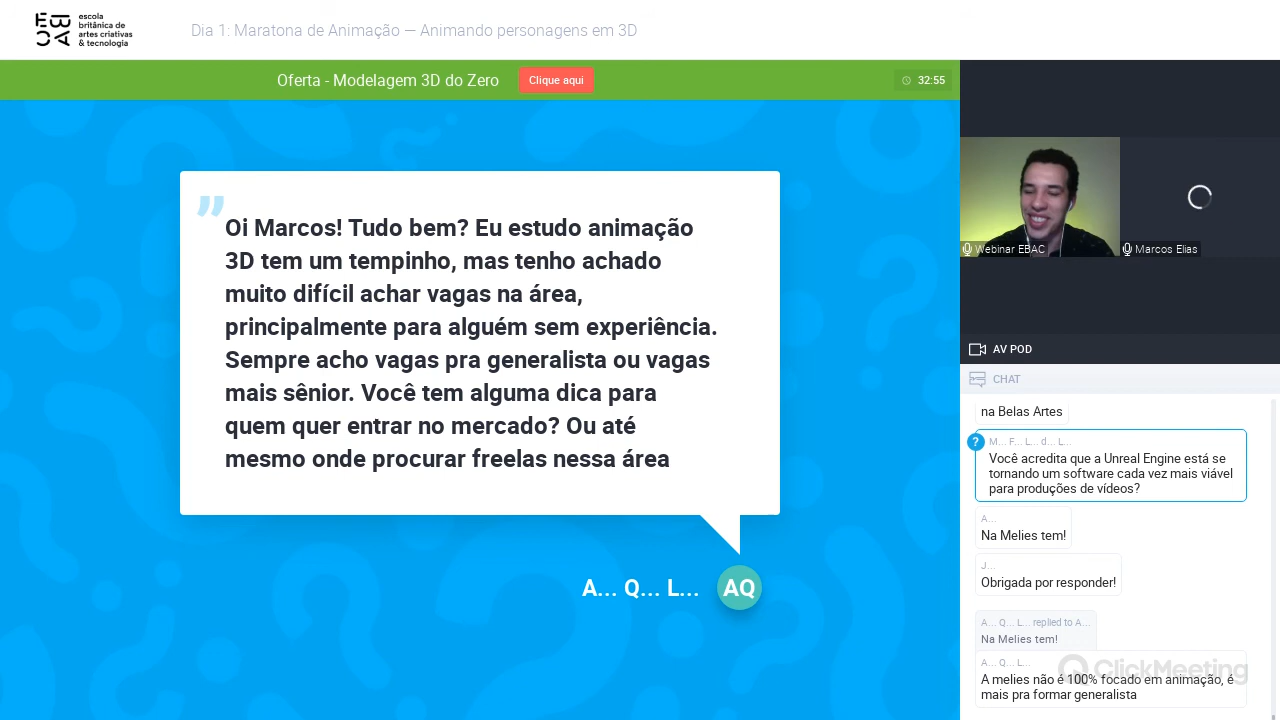 escola
britânica de
artes criativas
& tecnologia
EBAC
Dia 1: Maratona de Animação — Animando personagens em 3D
Oferta - Modelagem 3D do Zero
Clique aqui
32:55
Oi Marcos! Tudo bem? Eu estudo animação
3D tem um tempinho, mas tenho achado
muito difícil achar vagas na área,
principalmente para alguém sem experiência.
Sempre acho vagas pra generalista ou vagas
mais sênior. Você tem alguma dica para
quem quer entrar no mercado? Ou até
mesmo onde procurar freelas nessa área
A... Q... L...
AQ
Webinar EBAC
Marcos Elias
AV POD
CHAT
na Belas Artes
?
M... F... L... d... L...
Você acredita que a Unreal Engine está se
tornando um software cada vez mais viável
para produções de vídeos?
A...
Na Melies tem!
J...
Obrigada por responder!
A... Q... L... replied to A...
Na Melies tem!
A... Q... L...
ClickMeeting
A melies não é 100% focado em animação, é
mais pra formar generalista